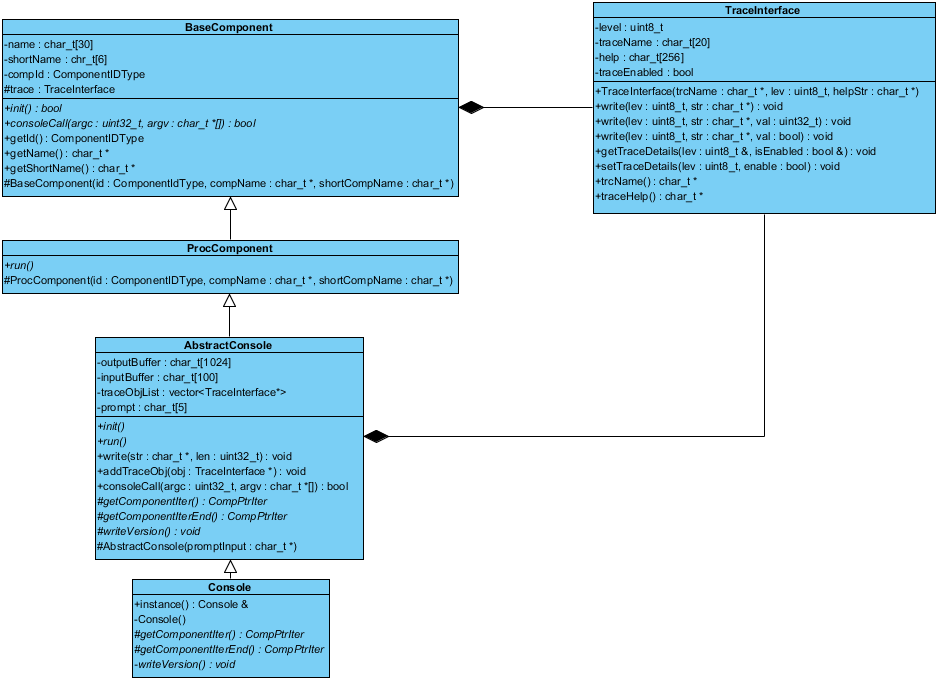 BaseComponent
-name : char_t[30]
-shortName : chr_t[6]
-compId : ComponentIDType
#trace : TraceInterface
+init() : bool
+consoleCall(argc : uint32_t, argv : char_t *[]) : bool
+getId() : ComponentIDType
+getName() : char_t *
+getShortName() : char_t *
#BaseComponent(id : ComponentIdType, compName : char_t *, shortCompName : char_t *)
TraceInterface
-level : uint8_t
-traceName : char_t[20]
-help : char_t[256]
-traceEnabled : bool
+TraceInterface(trcName : char_t *, lev : uint8_t, helpStr : char_t *)
+write(lev : uint8_t, str : char_t *) : void
+write(lev : uint8_t, str : char_t *, val : uint32_t) : void
+write(lev : uint8_t, str : char_t *, val : bool) : void
+getTraceDetails(lev : uint8_t &, isEnabled : bool &) : void
+setTraceDetails(lev : uint8_t, enable : bool) : void
+trcName() : char_t *
+traceHelp() : char_t *
ProcComponent
+run()
#ProcComponent(id : ComponentIDType, compName : char_t *, shortCompName : char_t *)
AbstractConsole
-outputBuffer : char_t[1024]
-inputBuffer : char_t[100]
-traceObjList : vector<TraceInterface*>
-prompt : char_t[5]
+init()
+run()
+write(str : char_t *, len : uint32_t) : void
+addTraceObj(obj : TraceInterface *) : void
+consoleCall(argc : uint32_t, argv : char_t *[]) : bool
#getComponentIter() : CompPtrIter
#getComponentIterEnd() : CompPtrIter
#writeVersion() : void
#AbstractConsole(promptInput : char_t *)
Console
+instance() : Console &
-Console()
#getComponentIter() : CompPtrIter
#getComponentIterEnd() : CompPtrIter
-writeVersion() : void